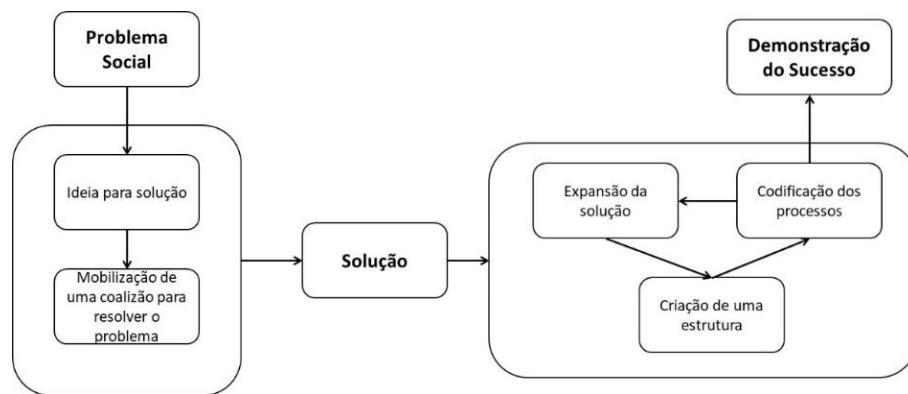 Problema
Social
Ideia para solução
Mobilização de
uma coalizão para
resolver o
problema
Solução
Demonstração
do Sucesso
Expansão da
solução
Codificação dos
processos
Criação de uma
estrutura